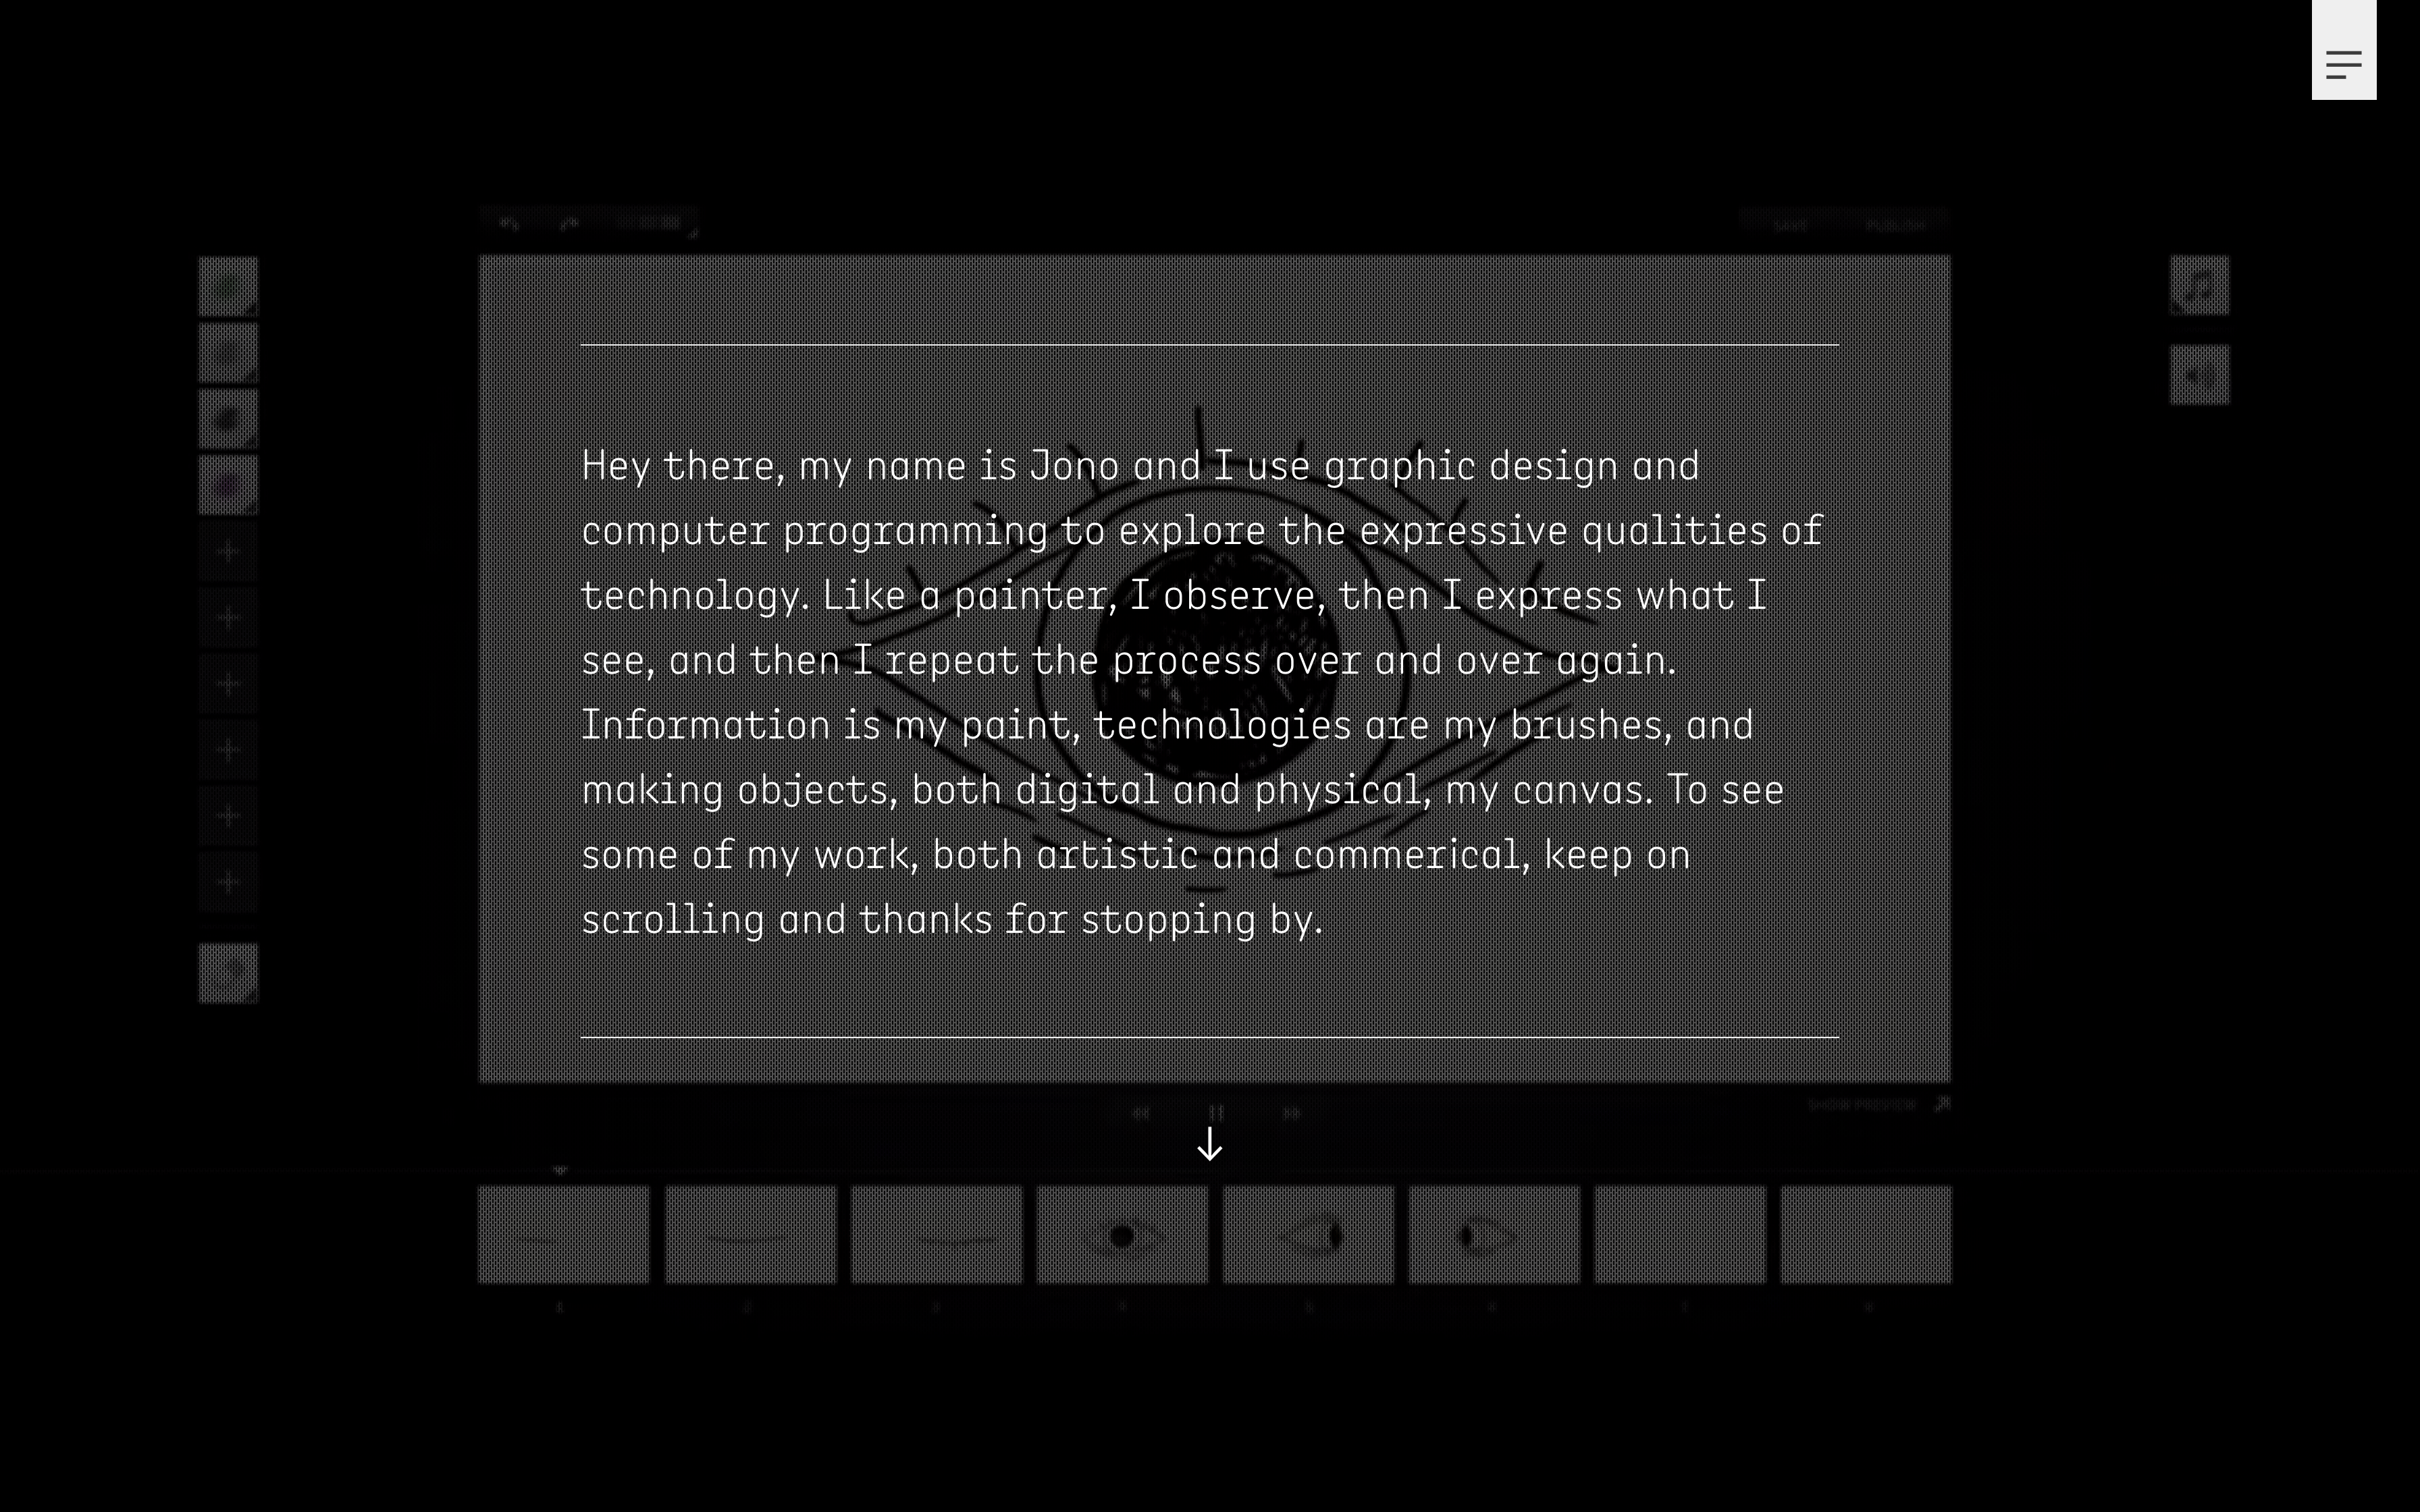 Hey there, my name is Jono and I use graphic design and
computer programming to explore the expressive qualities of
technology. Like a painter, I observe, then I express what I
see, and then I repeat the process over and over again.
Information is my paint, technologies are my brushes, and
making objects, both digital and physical, my canvas. To see
some of my work, both artistic and commerical, keep on
scrolling and thanks for stopping by.